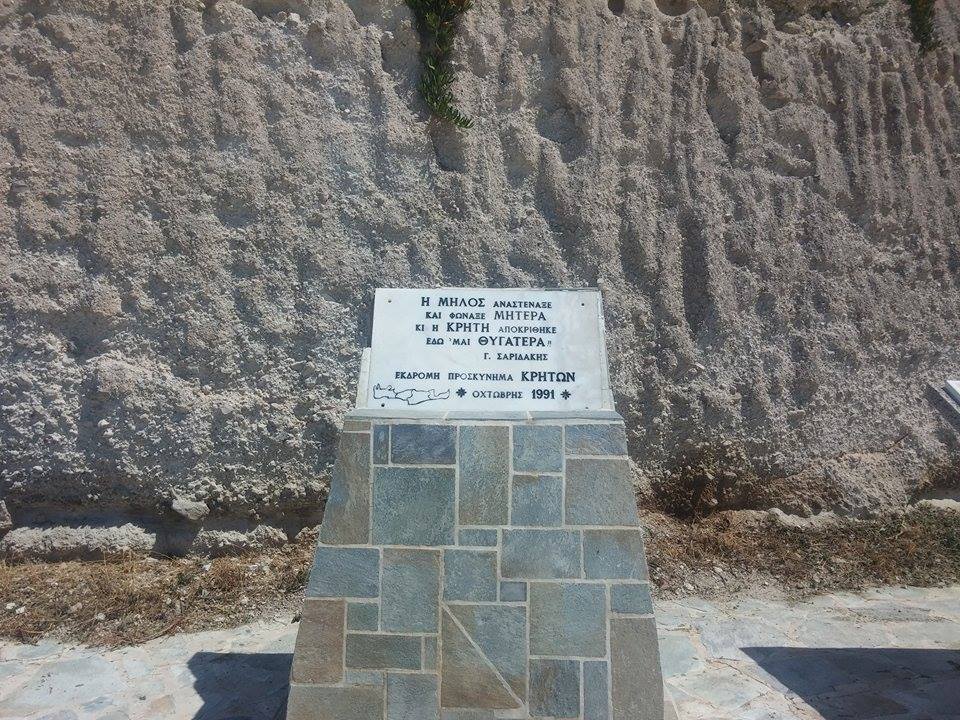 Η ΜΗΛΟΣ ΑΝΑΣΤΕΝΑΞΕ
ΚΑΙ ΦΩΝΑΞΕ ΜΗΤΕΡΑ
ΚΙ Η ΚΡΗΤΗ ΑΠΟΚΡΙΘΗΚΕ
ΕΔΩ 'ΜΑΙ ΘΥΓΑΤΕΡΑ!!
Γ. ΣΑΡΙΔΑΚΗΣ
ΕΚΔΡΟΜΗ ΠΡΟΣΚΥΝΗΜΑ ΚΡΗΤΩΝ
ΟΧΤΩΒΡΗΣ 1991